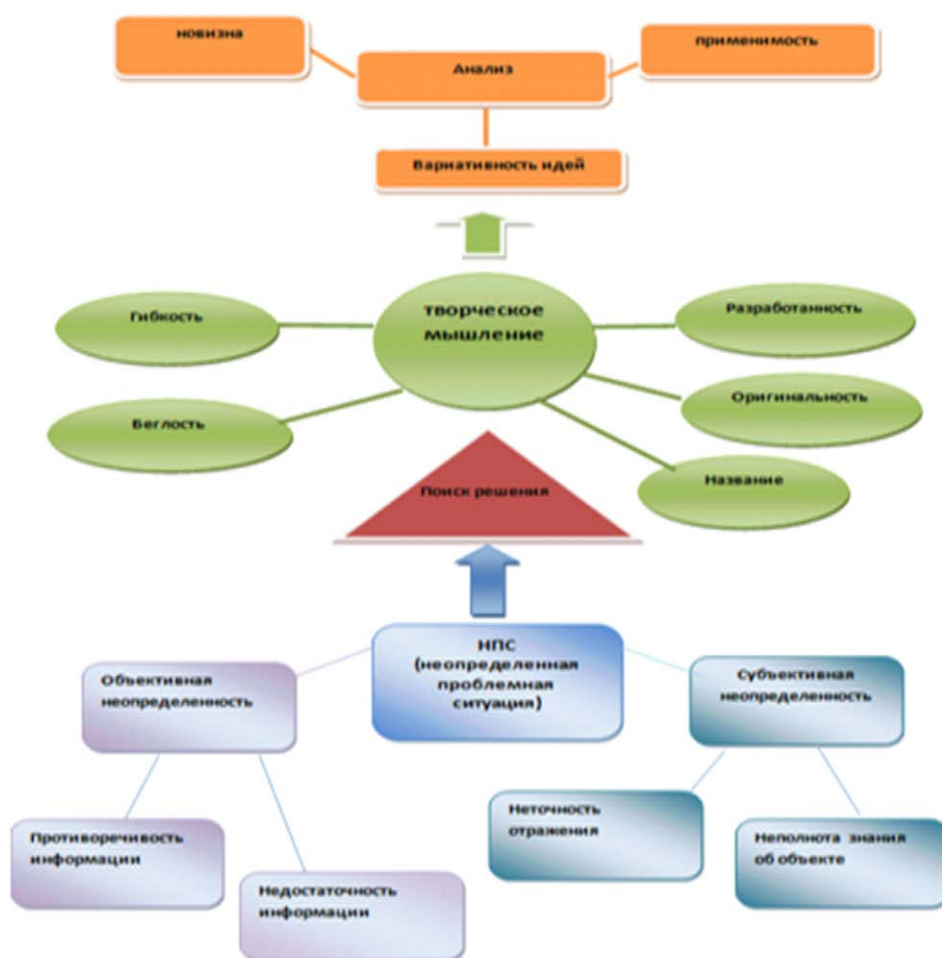 новизна
применимость
Анализ
Вариативность идей
творческое
мышление
Гибкость
Разработанность
Беглость
Оригинальность
Название
Поиск решения
НПС
(неопределенная
проблемная
ситуация)
Объективная
неопределенность
Субъективная
неопределенность
Противоречивость
информации
Неточность
отражения
Неполнота знания
об объекте
Недостаточность
информации